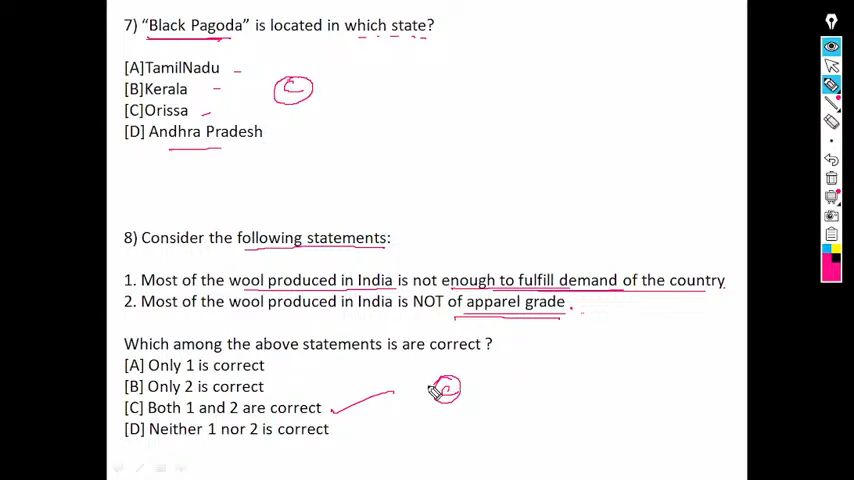 7) “Black Pagoda” is located in which state?
[A]TamilNadu
[B]Kerala
[C]Orissa
[D] Andhra Pradesh
C
8) Consider the following statements:
1. Most of the wool produced in India is not enough to fulfill demand of the country
2. Most of the wool produced in India is NOT of apparel grade .
Which among the above statements is are correct ?
[A] Only 1 is correct
[B] Only 2 is correct
[C] Both 1 and 2 are correct
[D] Neither 1 nor 2 is correct
C